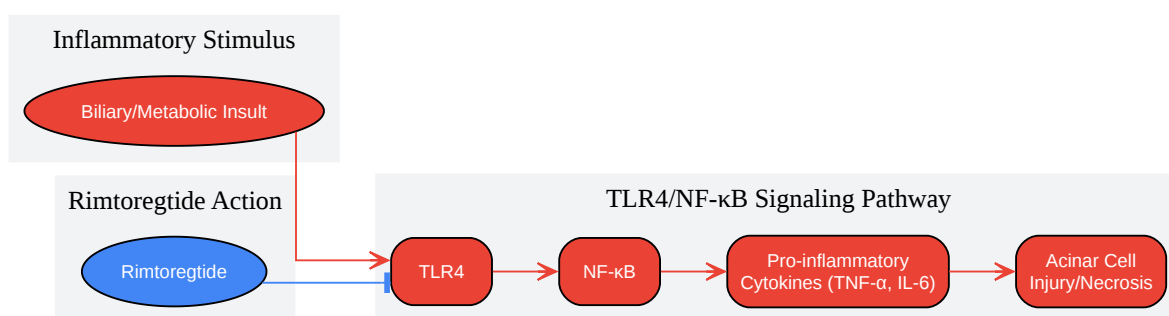 Inflammatory Stimulus
Biliary/Metabolic Insult
Rimtoregtide Action
Rimtoregtide
TLR4/NF-κB Signaling Pathway
TLR4
NF-κB
Pro-inflammatory
Cytokines (TNF-α, IL-6)
Acinar Cell
Injury/Necrosis